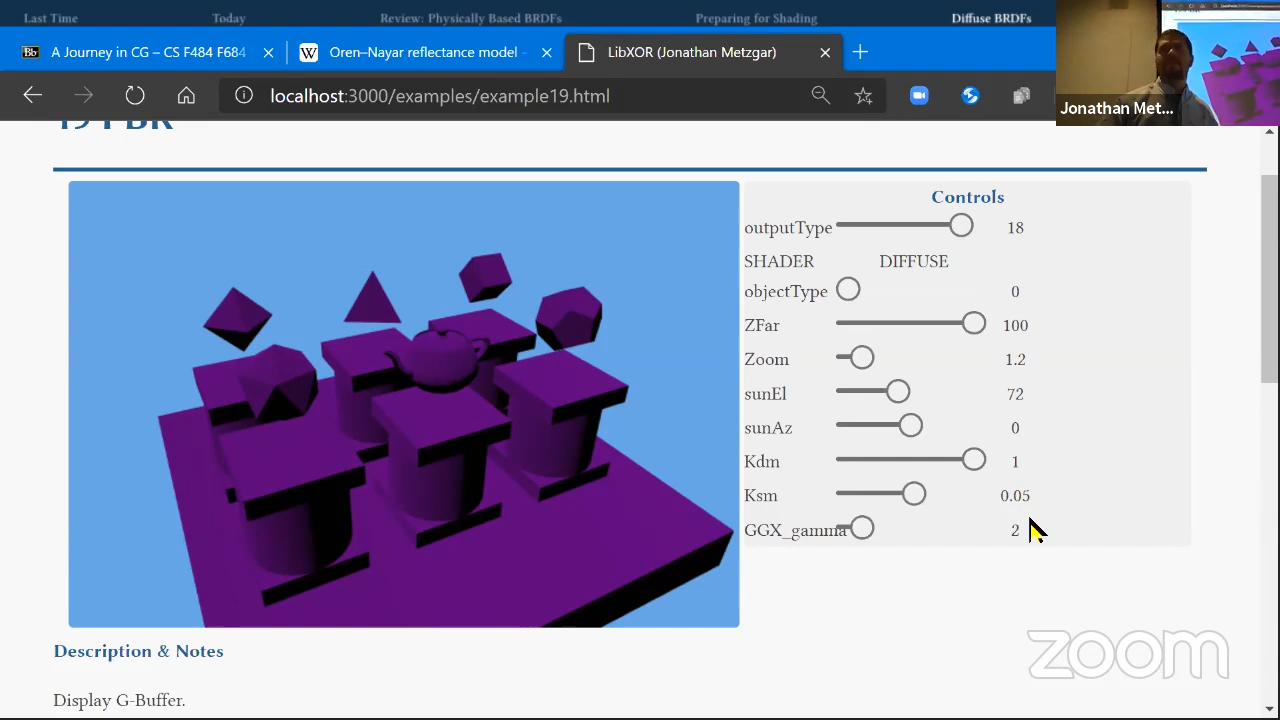 Last Time Today Review: Physically Based BRDFs Preparing for Shading Diffuse BRDFs
Bb A Journey in CG – CS F484 F684 W Oren–Nayar reflectance model - LibXOR (Jonathan Metzgar)
localhost:3000/examples/example19.html
Jonathan Met...
19 PBR
Controls
outputType 18
SHADER DIFFUSE
objectType 0
ZFar 100
Zoom 1.2
sunEl 72
sunAz 0
Kdm 1
Ksm 0.05
GGX_gamma 2
Description & Notes
zoom
Display G-Buffer.